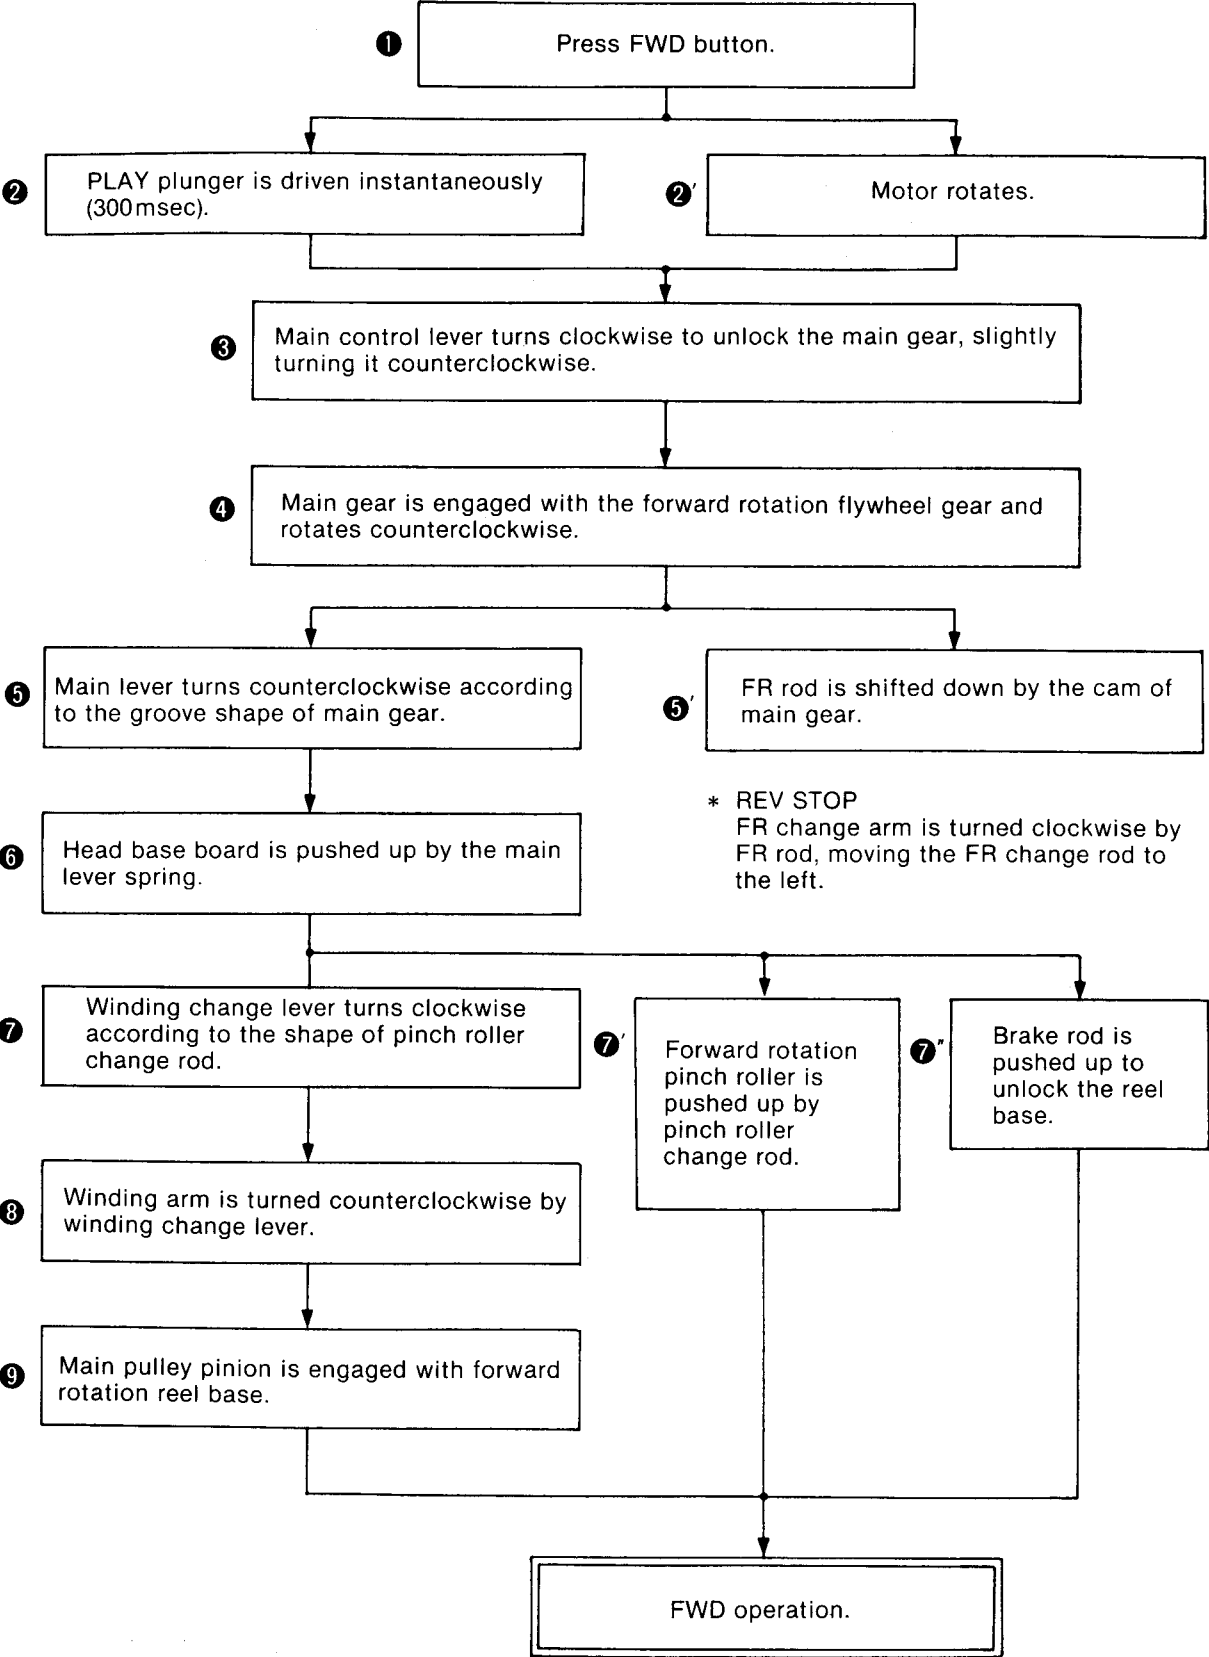 ❶ Press FWD button.
❷ PLAY plunger is driven instantaneously
(300msec).
❷′ Motor rotates.
❸ Main control lever turns clockwise to unlock the main gear, slightly
turning it counterclockwise.
❹ Main gear is engaged with the forward rotation flywheel gear and
rotates counterclockwise.
❺ Main lever turns counterclockwise according
to the groove shape of main gear.
❺′ FR rod is shifted down by the cam of
main gear.
* REV STOP
FR change arm is turned clockwise by
FR rod, moving the FR change rod to
the left.
❻ Head base board is pushed up by the main
lever spring.
❼ Winding change lever turns clockwise
according to the shape of pinch roller
change rod.
❼′ Forward rotation
pinch roller is
pushed up by
pinch roller
change rod.
❼″ Brake rod is
pushed up to
unlock the reel
base.
❽ Winding arm is turned counterclockwise by
winding change lever.
❾ Main pulley pinion is engaged with forward
rotation reel base.
FWD operation.